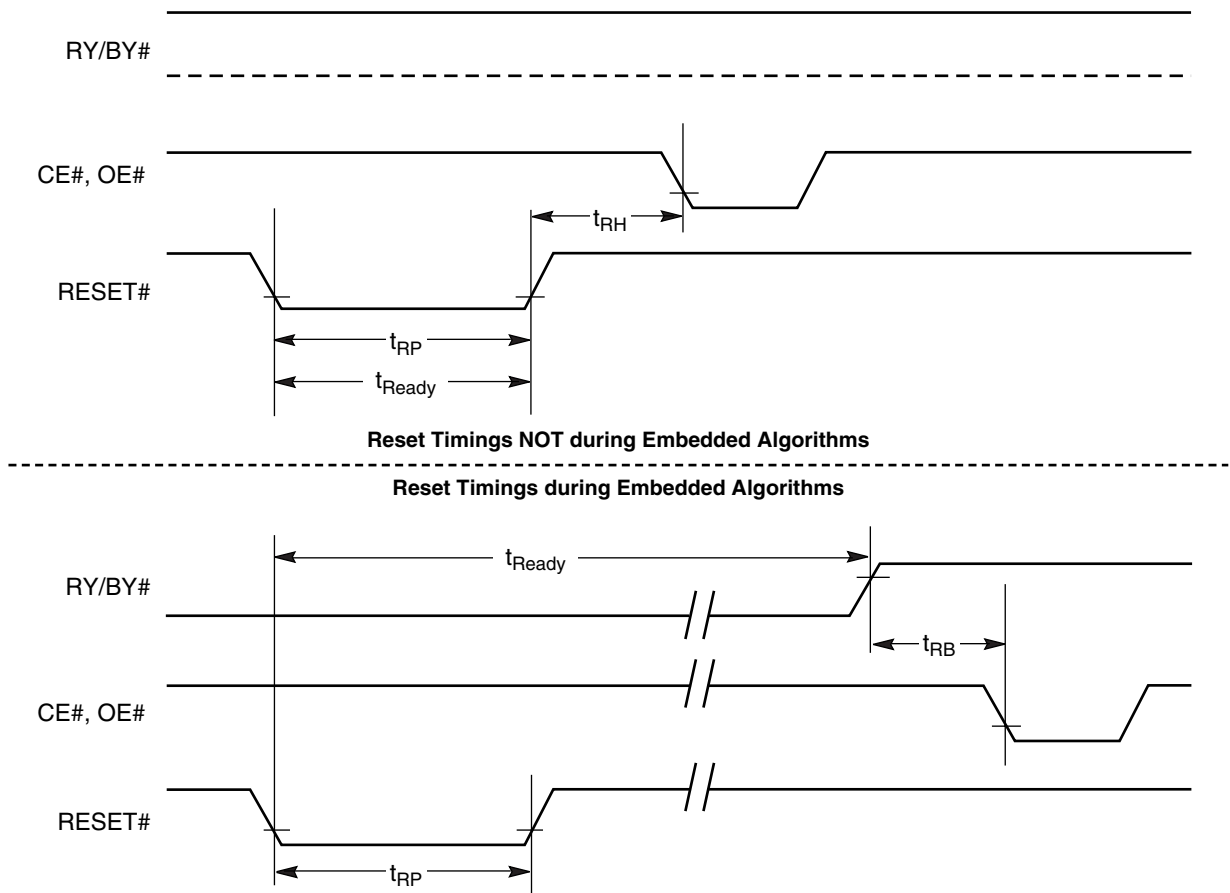 RY/BY#
CE#, OE#
tRH
RESET#
tRP
tReady
Reset Timings NOT during Embedded Algorithms
Reset Timings during Embedded Algorithms
tReady
RY/BY#
tRB
CE#, OE#
RESET#
tRP